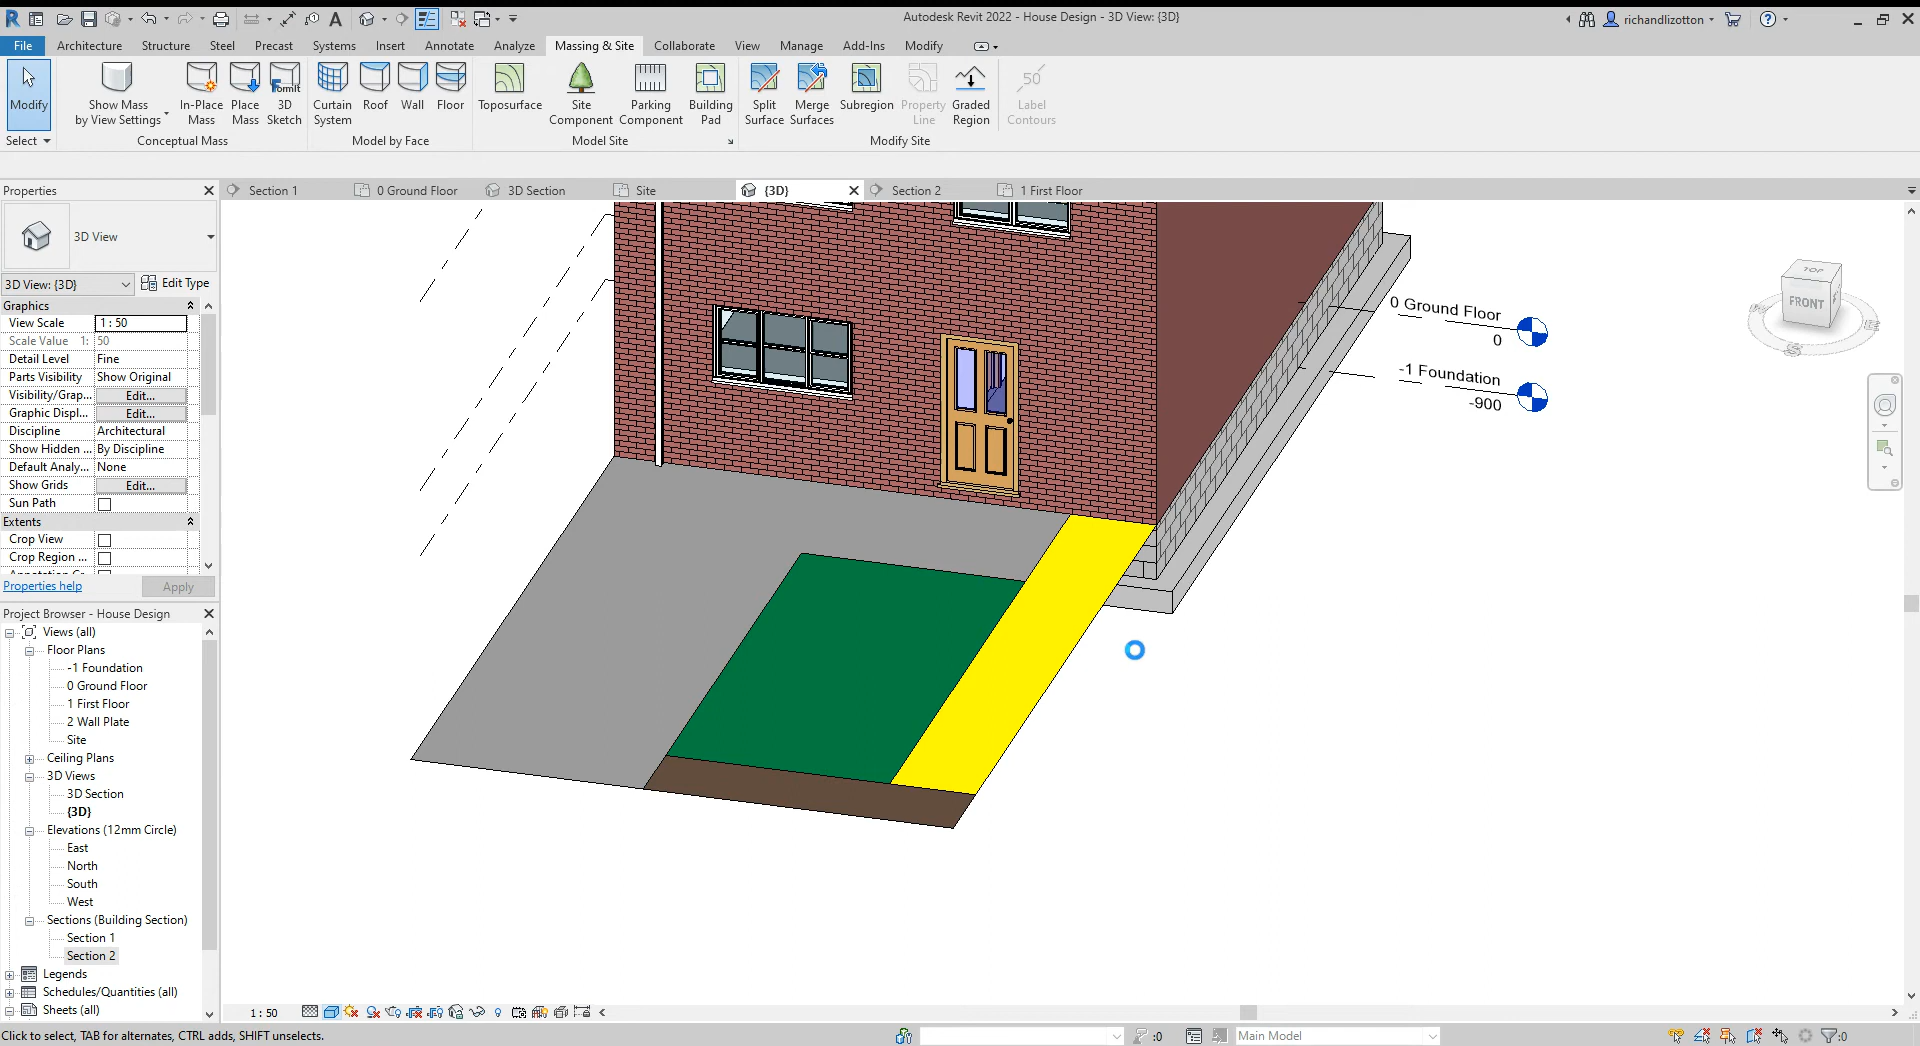 Autodesk Revit 2022 - House Design - 3D View: {3D}
richandlizotton
File Architecture Structure Steel Precast Systems Insert Annotate Analyze Massing & Site Collaborate View Manage Add-Ins Modify
Modify
Show Mass by View Settings
In-Place Mass
Place Mass
3D Sketch
Curtain System
Roof
Wall
Floor
Toposurface
Site Component
Parking Component
Building Pad
Split Surface
Merge Surfaces
Subregion
Property Line
Graded Region
50
Label Contours
Select
Conceptual Mass
Model by Face
Model Site
Modify Site
Properties
Section 1
0 Ground Floor
3D Section
Site
{3D}
Section 2
1 First Floor
3D View
3D View: {3D}
Edit Type
Graphics
View Scale 1 : 50
Scale Value 1: 50
Detail Level Fine
Parts Visibility Show Original
Visibility/Grap... Edit...
Graphic Displ... Edit...
Discipline Architectural
Show Hidden ... By Discipline
Default Analy... None
Show Grids Edit...
Sun Path
Extents
Crop View
Crop Region ...
Properties help
Apply
Project Browser - House Design
Views (all)
Floor Plans
-1 Foundation
0 Ground Floor
1 First Floor
2 Wall Plate
Site
Ceiling Plans
3D Views
3D Section
{3D}
Elevations (12mm Circle)
East
North
South
West
Sections (Building Section)
Section 1
Section 2
Legends
Schedules/Quantities (all)
Sheets (all)
0 Ground Floor
0
-1 Foundation
-900
TOP
FRONT
S
1 : 50
Click to select, TAB for alternates, CTRL adds, SHIFT unselects.
:0
Main Model
:0